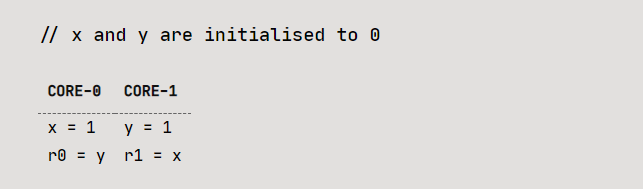 // x and y are initialised to 0
CORE-0 CORE-1
x = 1 y = 1
r0 = y r1 = x